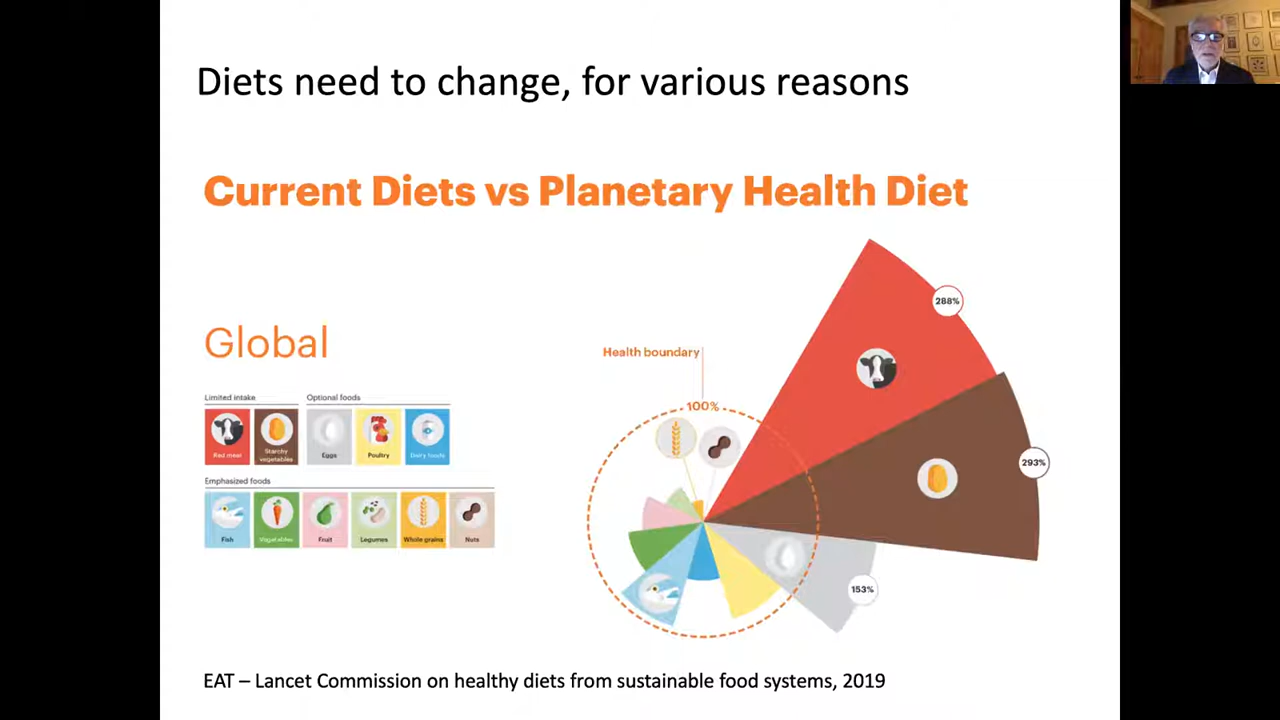 Diets need to change, for various reasons
Current Diets vs Planetary Health Diet
Global
Limited intake
Optional foods
Red meat
Starchy
vegetables
Eggs
Poultry
Dairy foods
Emphasized foods
Fish
Vegetables
Fruit
Legumes
Whole grains
Nuts
Health boundary
100%
288%
293%
153%
EAT – Lancet Commission on healthy diets from sustainable food systems, 2019